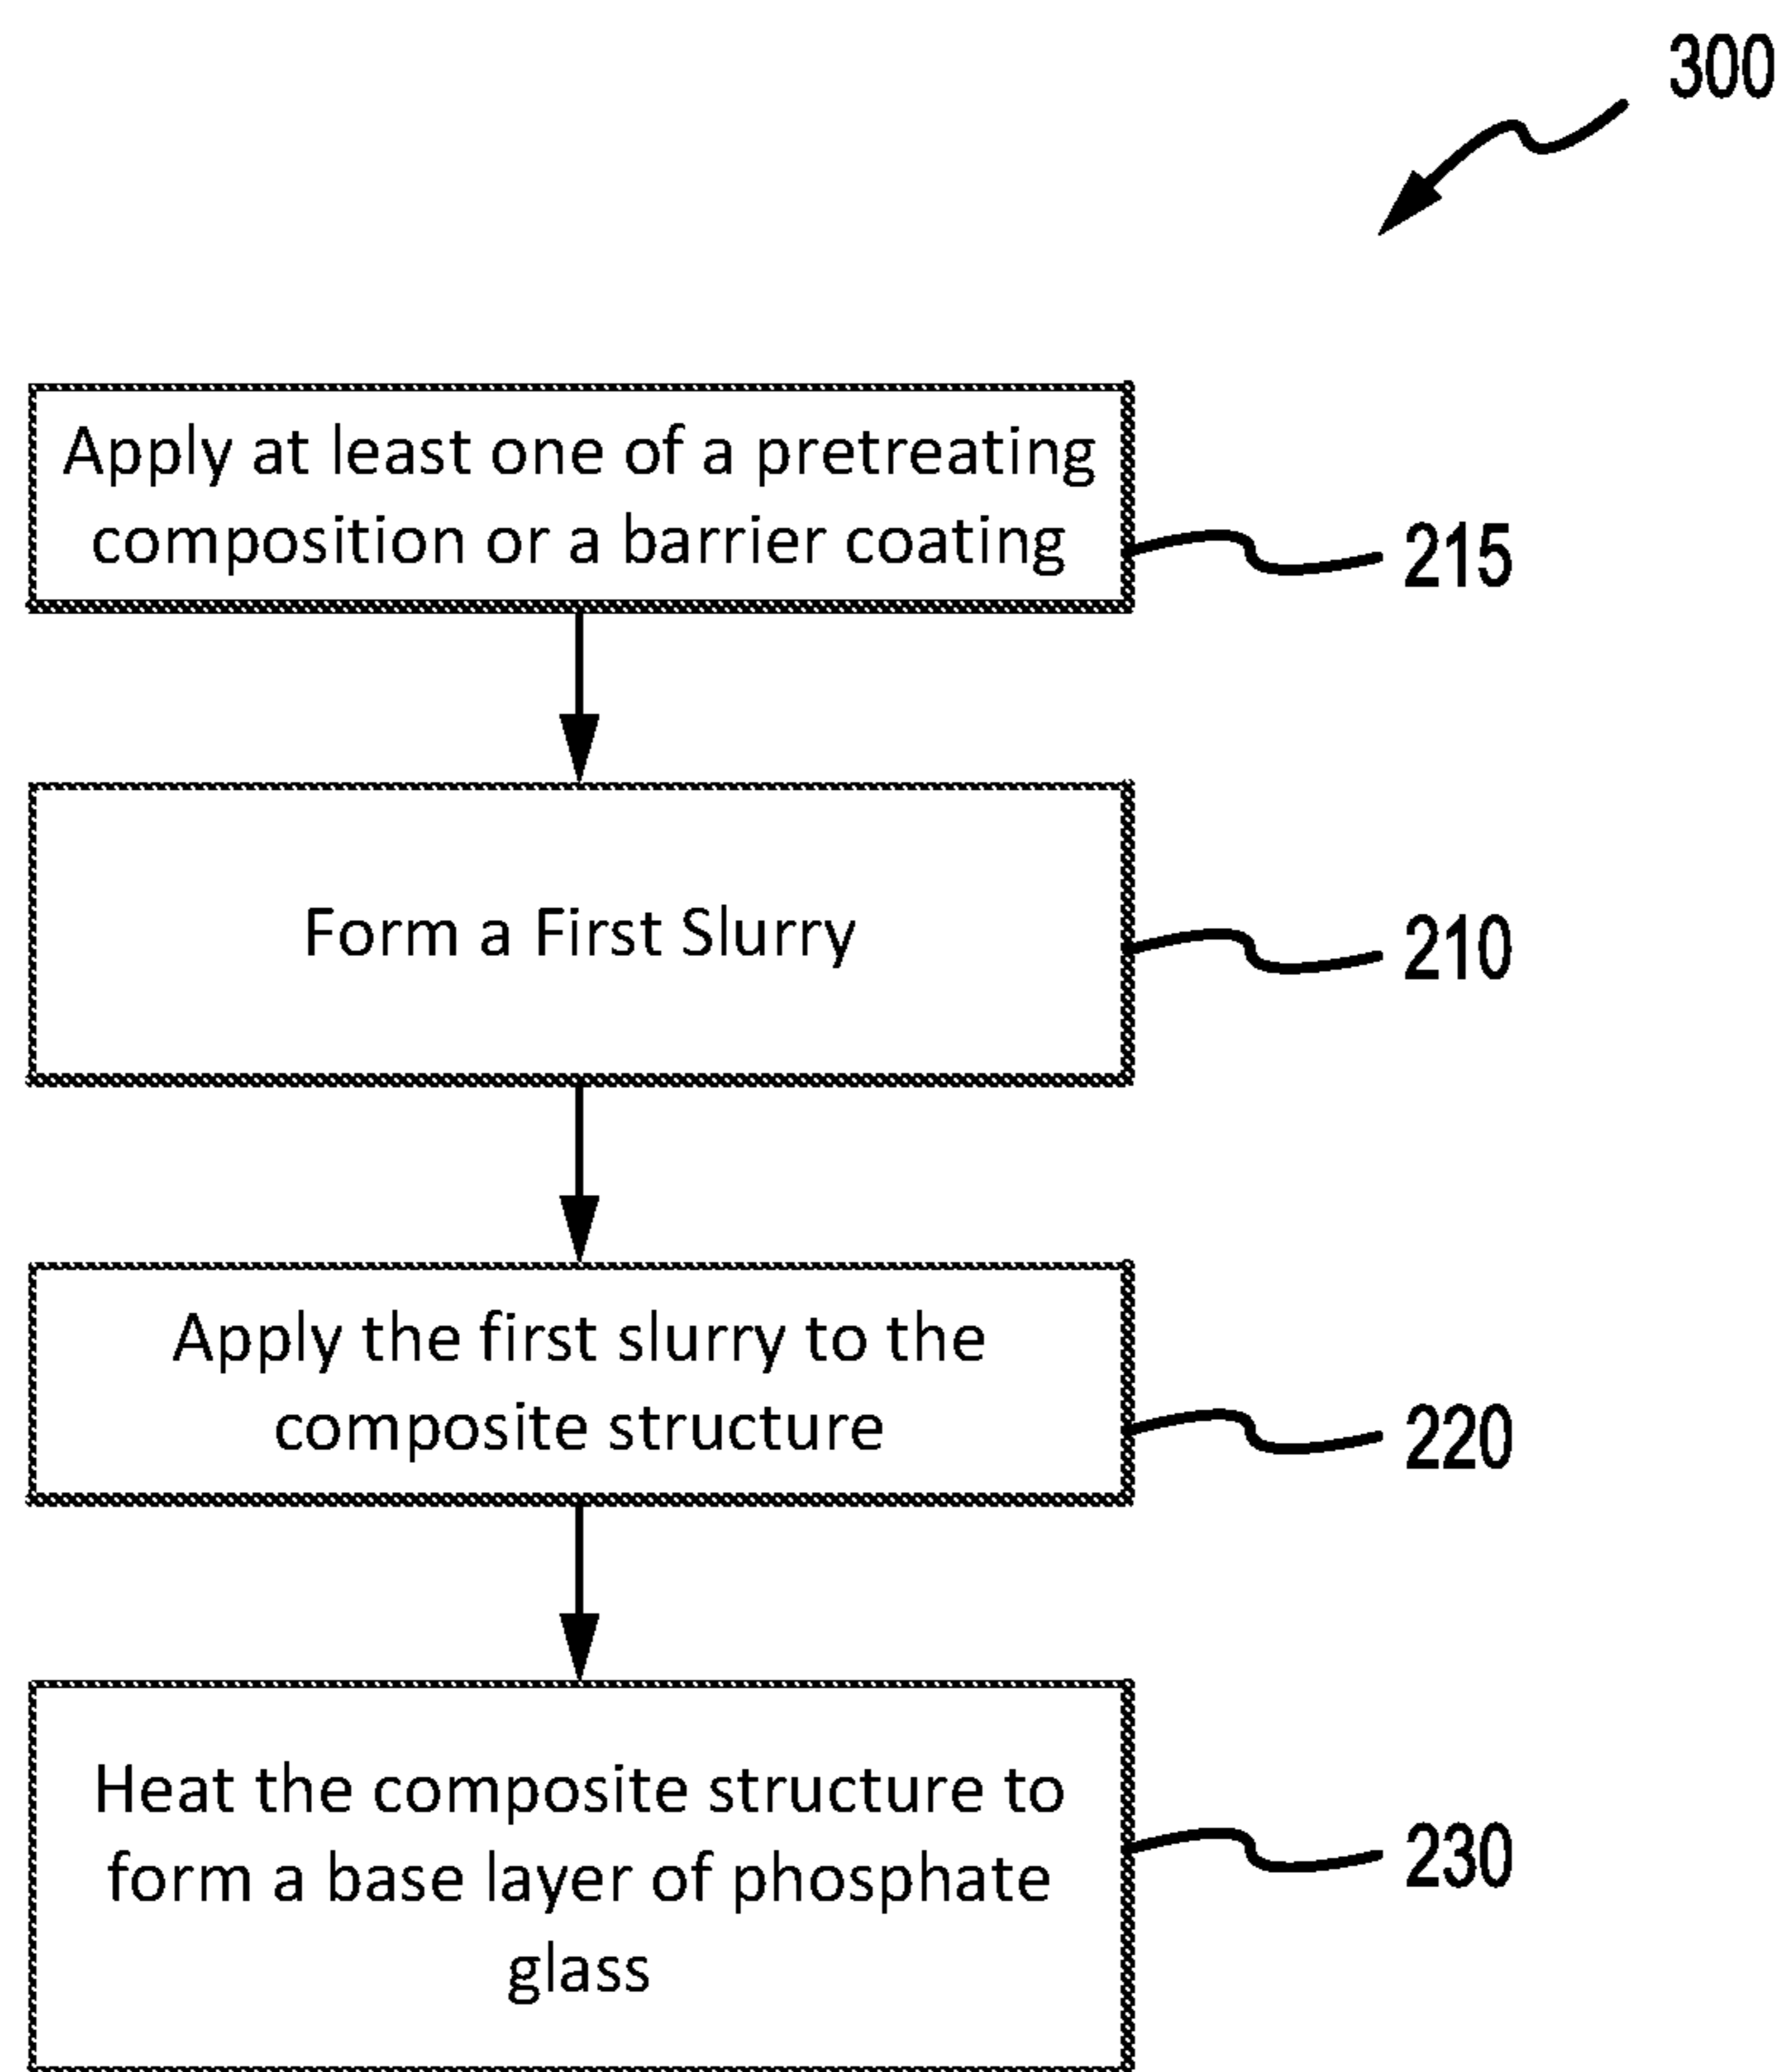 300
Apply at least one of a pretreating
composition or a barrier coating
215
Form a First Slurry
210
Apply the first slurry to the
composite structure
220
Heat the composite structure to
form a base layer of phosphate
glass
230